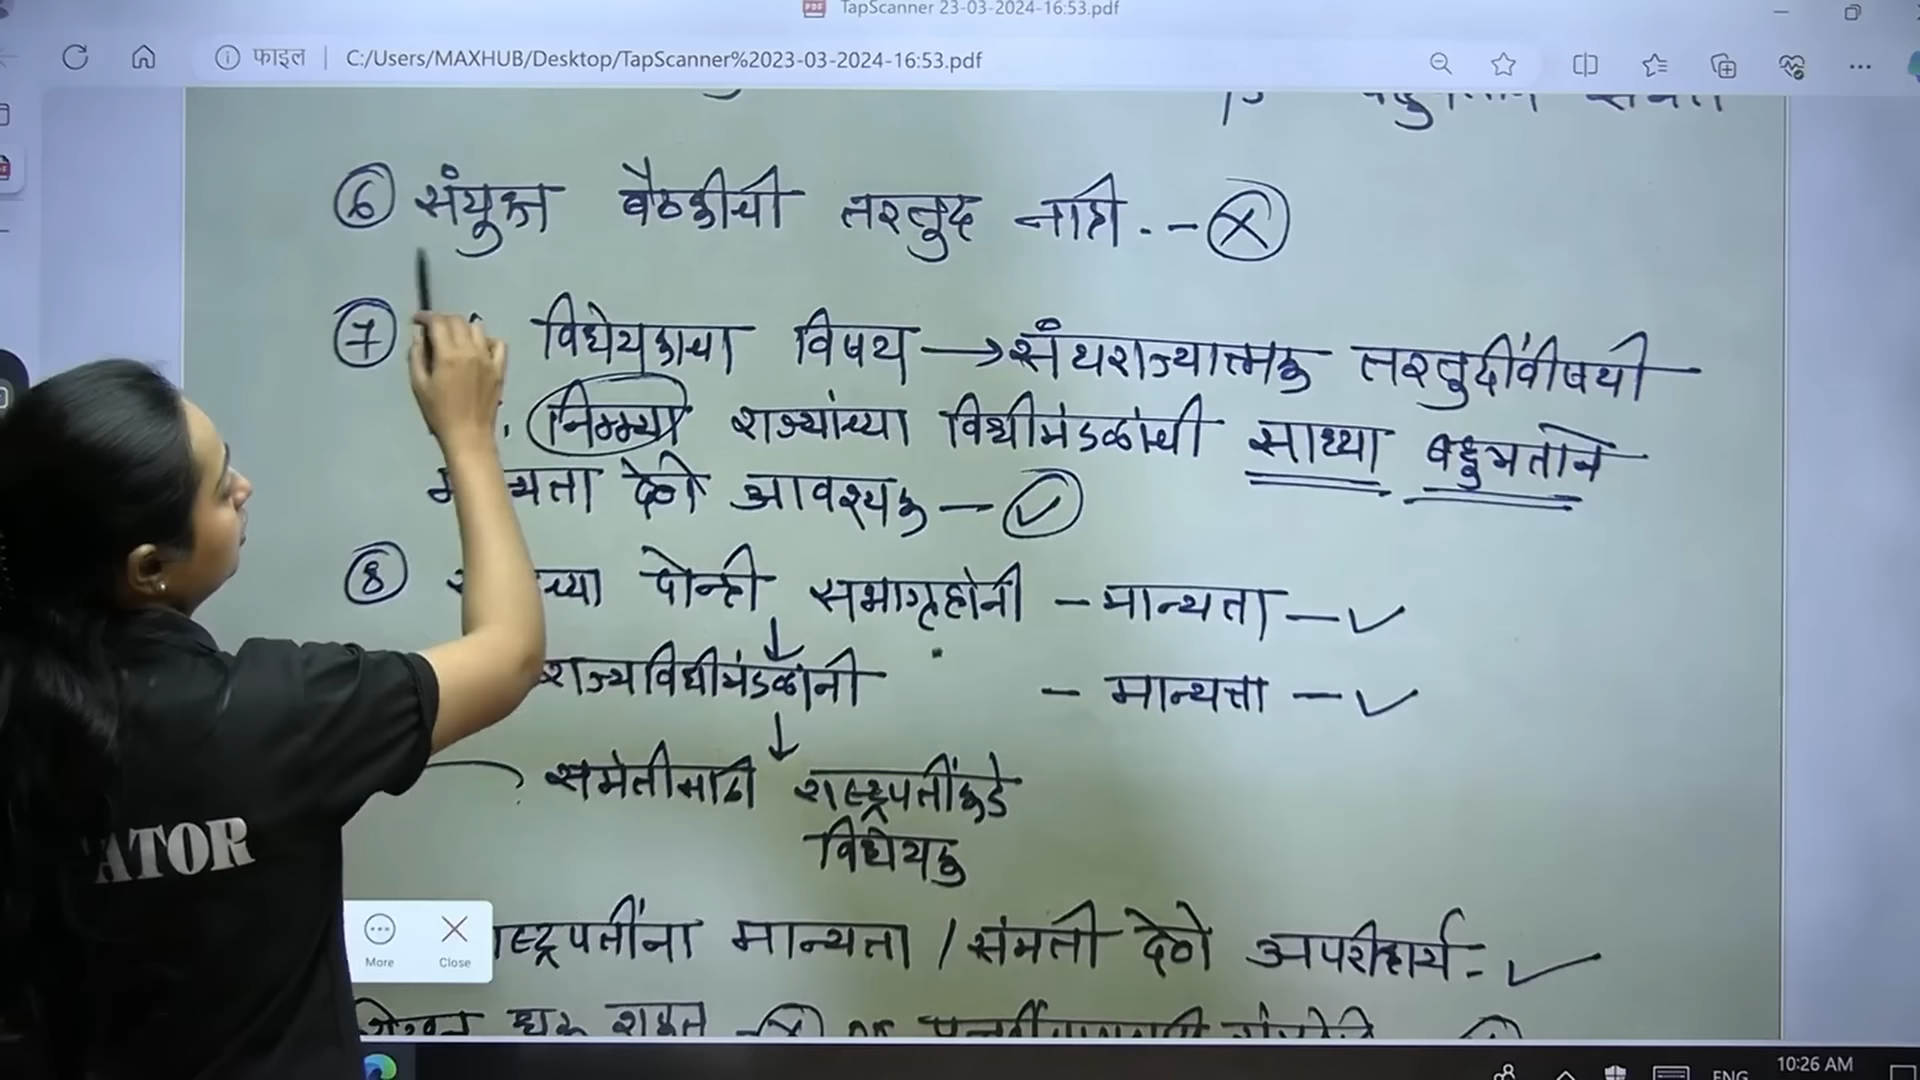 TapScanner 23-03-2024-16:53.pdf
फाइल | C:/Users/MAXHUB/Desktop/TapScanner%2023-03-2024-16:53.pdf
⑥ संयुक्त बैठकीची तरतुद नाही. - ⓧ
⑦ विधेयकाचा विषय → संघराज्यात्मक तरतुदींविषयी
निम्म्या राज्यांच्या विधीमंडळांची साध्या बहुमताने
मान्यता देणे आवश्यक - ✓
⑧ दोन्ही सभागृहांनी - मान्यता - ✓
↓
राज्यविधीमंडळांनी - मान्यता - ✓
↓
संमतीसाठी राष्ट्रपतींकडे
विधेयक
राष्ट्रपतींना मान्यता / संमती देणे अपरीहार्य - ✓
More Close
ATOR
10:26 AM
ENG